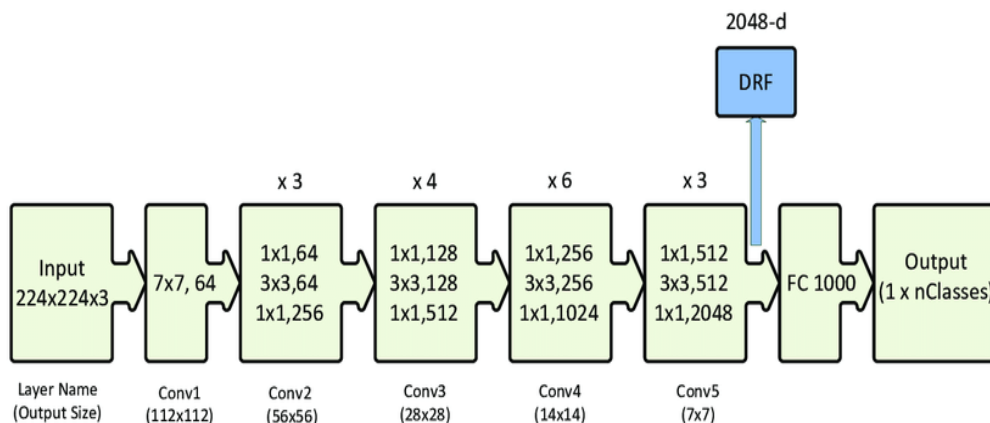 2048-d
DRF
x 3
x 4
x 6
x 3
Input
224x224x3
7x7, 64
1x1,64
3x3,64
1x1,256
1x1,128
3x3,128
1x1,512
1x1,256
3x3,256
1x1,1024
1x1,512
3x3,512
1x1,2048
FC 1000
Output
(1 x nClasses)
Layer Name
(Output Size)
Conv1
(112x112)
Conv2
(56x56)
Conv3
(28x28)
Conv4
(14x14)
Conv5
(7x7)